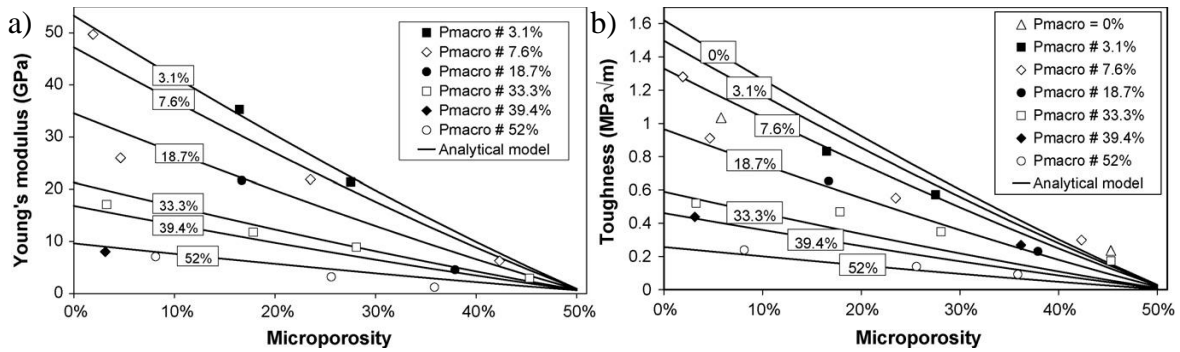 a)
Young's modulus (GPa)
50
40
30
20
10
0
0% 10% 20% 30% 40% 50%
Microporosity
3.1%
7.6%
18.7%
33.3%
39.4%
52%
Pmacro # 3.1%
Pmacro # 7.6%
Pmacro # 18.7%
Pmacro # 33.3%
Pmacro # 39.4%
Pmacro # 52%
Analytical model
b)
Toughness (MPa√m)
1.6
1.4
1.2
1
0.8
0.6
0.4
0.2
0
0% 10% 20% 30% 40% 50%
Microporosity
0%
3.1%
7.6%
18.7%
33.3%
39.4%
52%
Pmacro = 0%
Pmacro # 3.1%
Pmacro # 7.6%
Pmacro # 18.7%
Pmacro # 33.3%
Pmacro # 39.4%
Pmacro # 52%
Analytical model